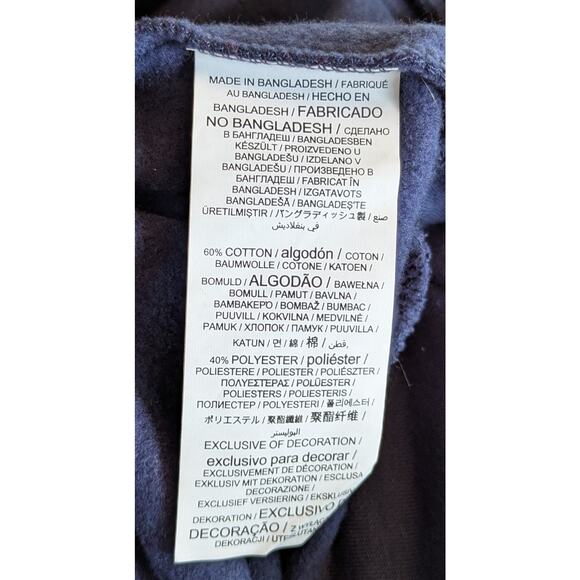 MADE IN BANGLADESH / FABRIQUÉ
AU BANGLADESH / HECHO EN
BANGLADESH / FABRICADO
NO BANGLADESH / СДЕЛАНО
В БАНГЛАДЕШ / BANGLADESBEN
KÉSZÜLT / PROIZVEDENO U
BANGLADEŠU / IZDELANO V
BANGLADEŠU / ПРОИЗВЕДЕНО В
БАНГЛАДЕШ / FABRICAT ÎN
BANGLADESH / IZGATAVOTS
BANGLADEŠĀ / BANGLADEŞ'TE
ÜRETILMIŞTIR / バングラディッシュ製 / صنع
في بنغلاديش
60% COTTON / algodón / COTON /
BAUMWOLLE / COTONE / KATOEN /
BOMULD / ALGODÃO / BAWEŁNA /
BOMULL / PAMUT / BAVLNA /
ΒΑΜΒΑΚΕΡΌ / BOMBAŽ / BUMBAC /
PUUVILL / KOKVILNA / MEDVILNĖ /
PAMUK / ХЛОПОК / ПАМУК / PUUVILLA /
KATUN / 면 / 綿 / 棉 / قطن.
40% POLYESTER / poliéster /
POLIESTERE / POLIESTER / POLIÉSZTER /
ΠΟΛΥΕΣΤΕΡΑΣ / POLÜESTER /
POLIESTERS / POLIESTERIS /
ПОЛИЕСТЕР / POLYESTERI / 폴리에스터 /
ポリエステル / 聚酯纖維 / 聚酯纤维 /
البوليستر
EXCLUSIVE OF DECORATION /
exclusivo para decorar /
EXCLUSIVEMENT DE DÉCORATION /
EXKLUSIV MIT DEKORATION / ESCLUSA
DECORAZIONE /
EXCLUSIEF VERSIERING / EKSKLUS
DEKORATION / EXCLUSIVO D
DECORAÇÃO / Z WYŁĄC
DEKORACJI / UTESLUTAN